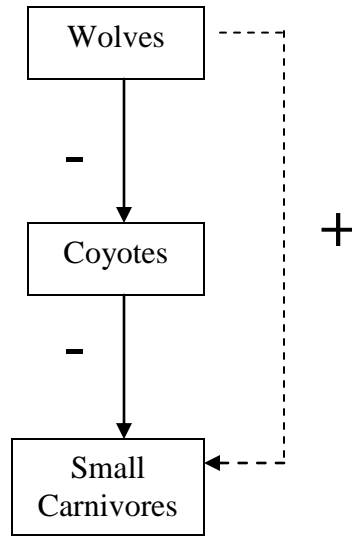 Wolves
-
+
Coyotes
-
Small
Carnivores